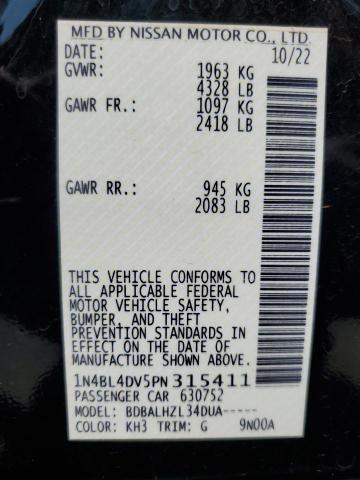 MFD BY NISSAN MOTOR CO., LTD.
DATE: 10/22
GVWR: 1963 KG
4328 LB
GAWR FR.: 1097 KG
2418 LB
GAWR RR.: 945 KG
2083 LB
THIS VEHICLE CONFORMS TO
ALL APPLICABLE FEDERAL
MOTOR VEHICLE SAFETY,
BUMPER, AND THEFT
PREVENTION STANDARDS IN
EFFECT ON THE DATE OF
MANUFACTURE SHOWN ABOVE.
1N4BL4DV5PN315411
PASSENGER CAR 630752
MODEL: BDBALHZL34DUA-----
COLOR: KH3 TRIM: G 9N00A